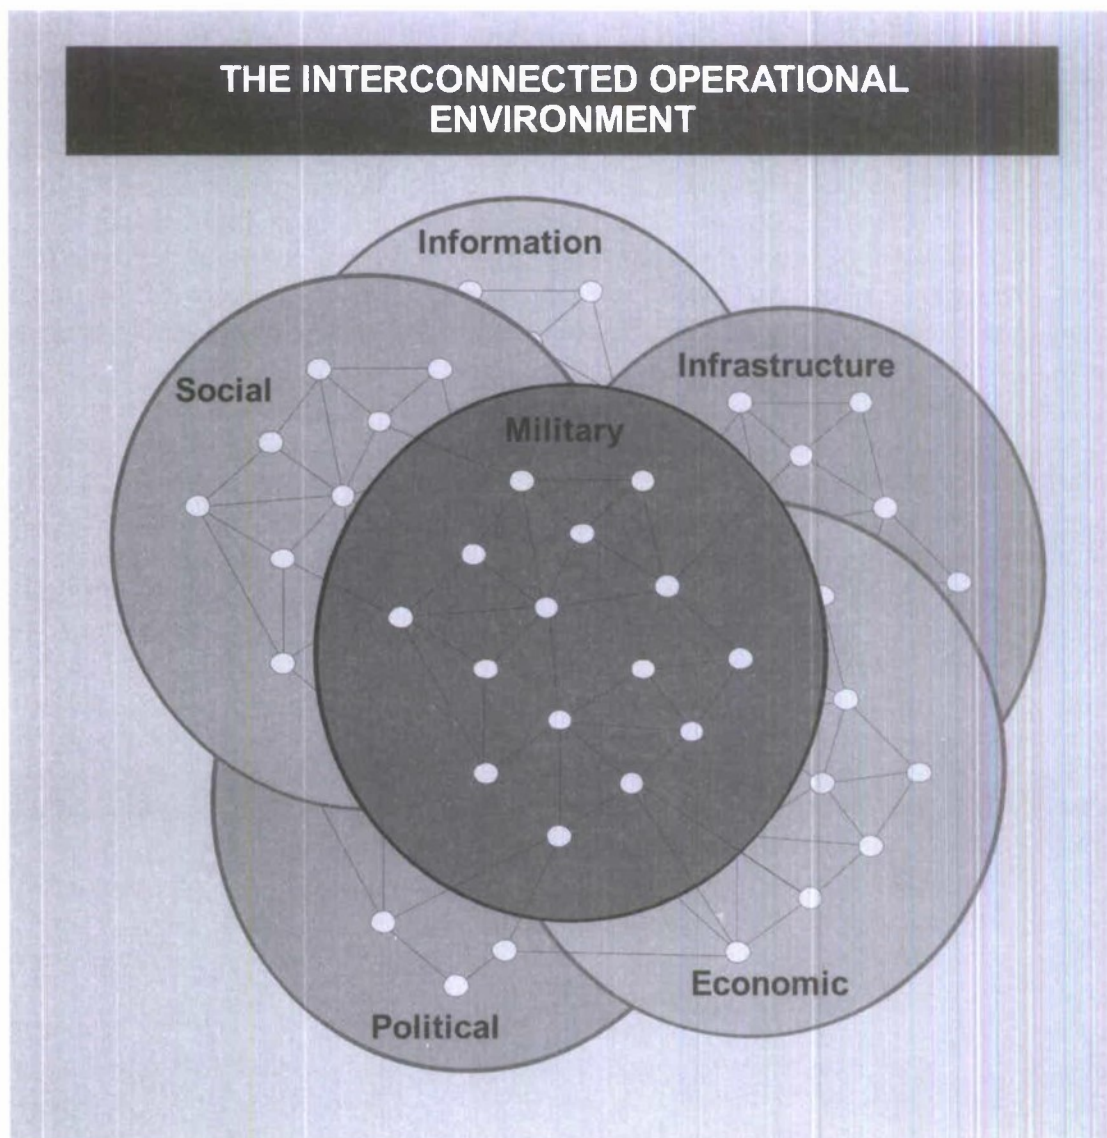 THE INTERCONNECTED OPERATIONAL
ENVIRONMENT
Information
Infrastructure
Social
Military
Economic
Political